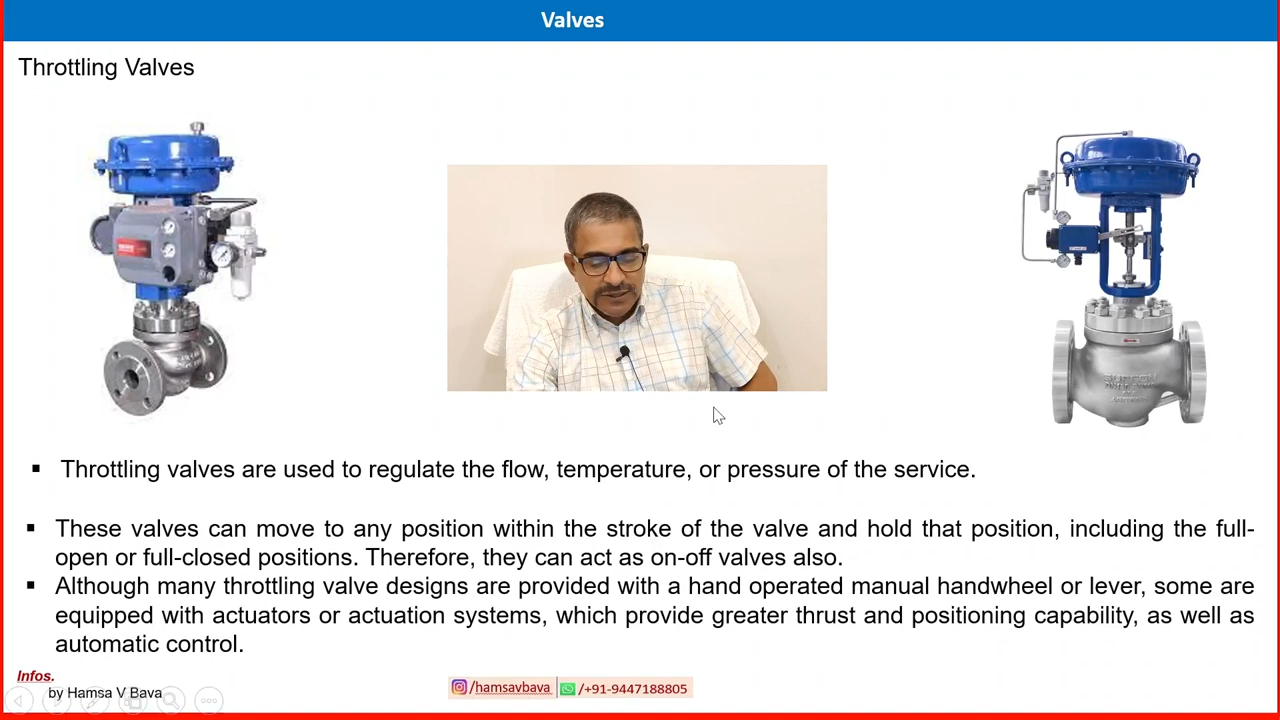 Valves
Throttling Valves
▪ Throttling valves are used to regulate the flow, temperature, or pressure of the service.
▪ These valves can move to any position within the stroke of the valve and hold that position, including the full-
open or full-closed positions. Therefore, they can act as on-off valves also.
▪ Although many throttling valve designs are provided with a hand operated manual handwheel or lever, some are
equipped with actuators or actuation systems, which provide greater thrust and positioning capability, as well as
automatic control.
Infos.
by Hamsa V Bava
/hamsavbava
/+91-9447188805